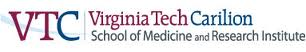 VTC Virginia Tech Carilion
School of Medicine and Research Institute